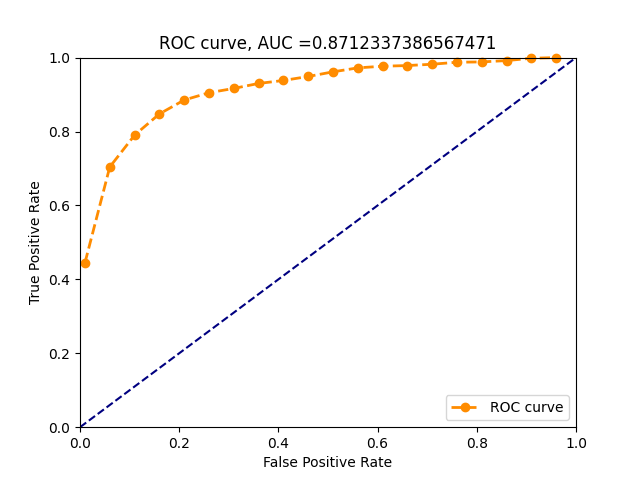 ROC curve, AUC =0.8712337386567471
1.0
0.8
0.6
0.4
0.2
0.0
True Positive Rate
ROC curve
0.0 0.2 0.4 0.6 0.8 1.0
False Positive Rate